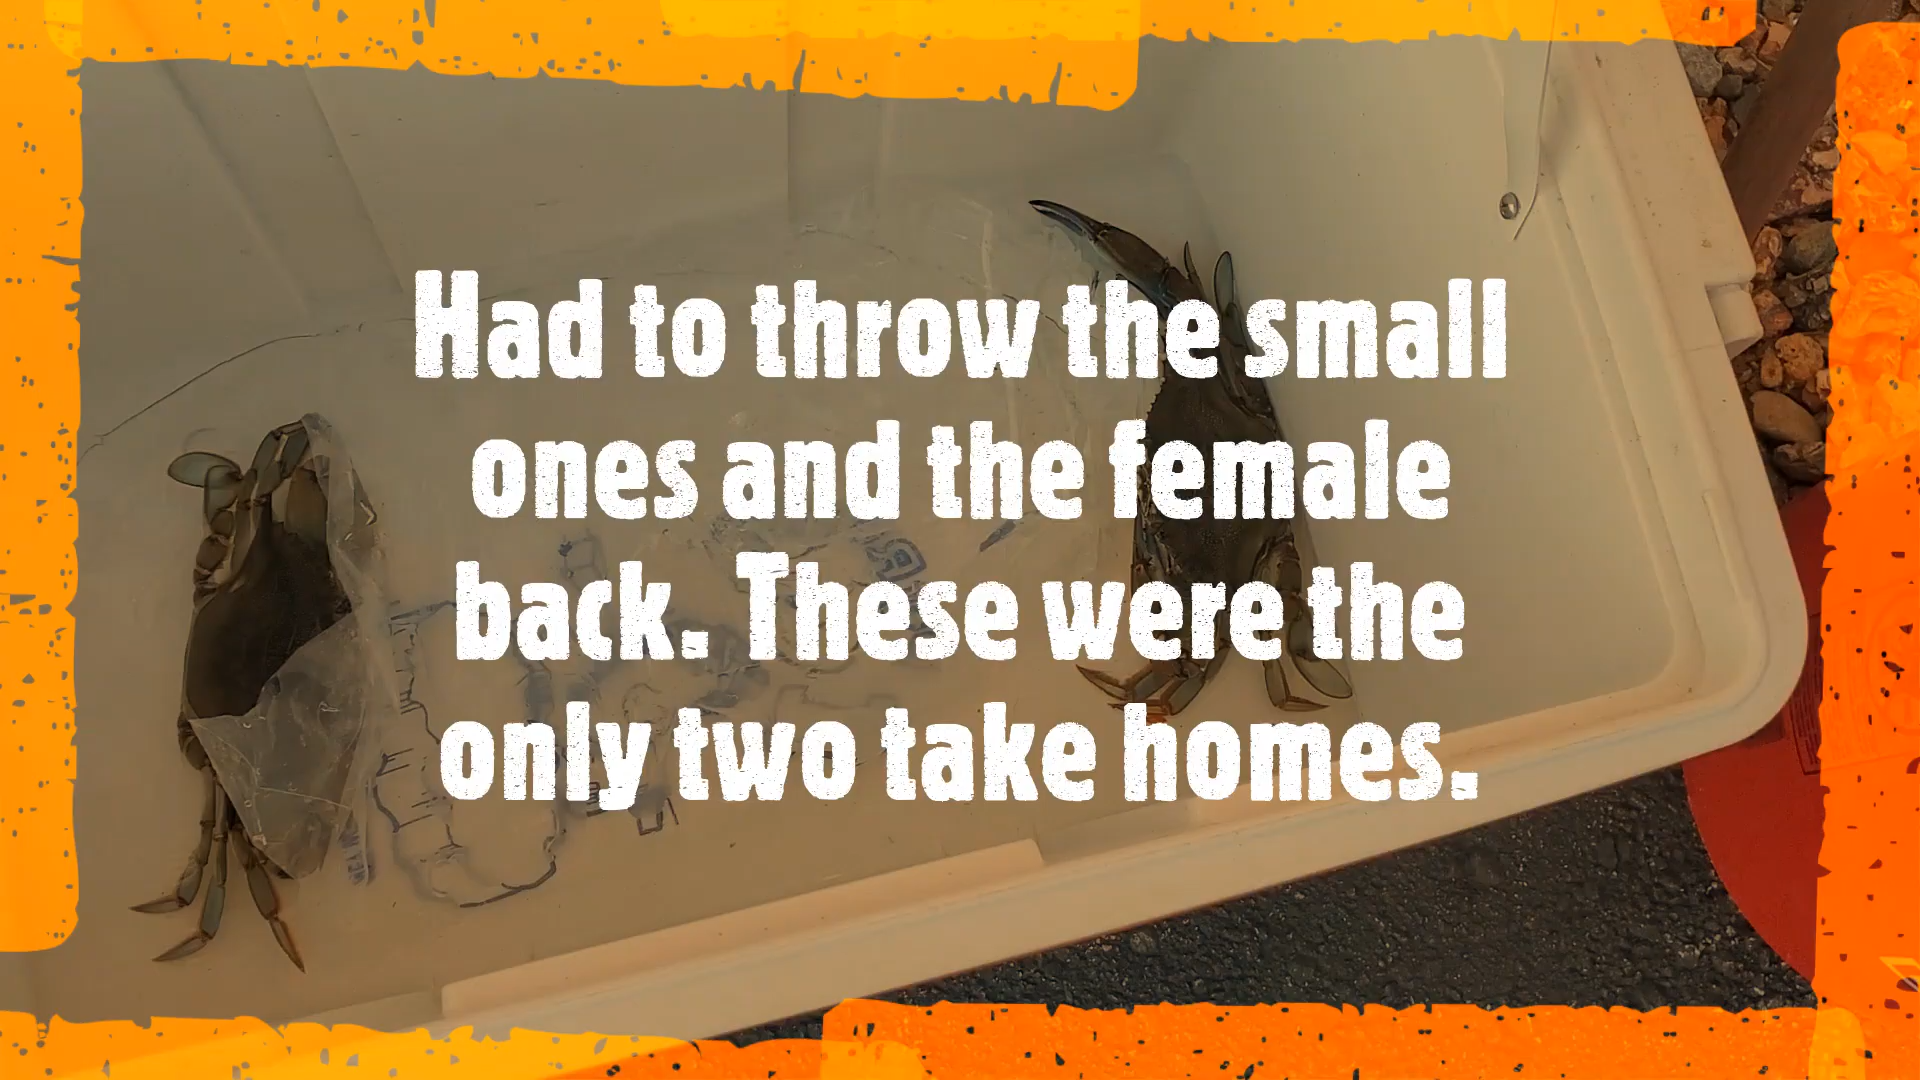 Had to throw the small
ones and the female
back. These were the
only two take homes.